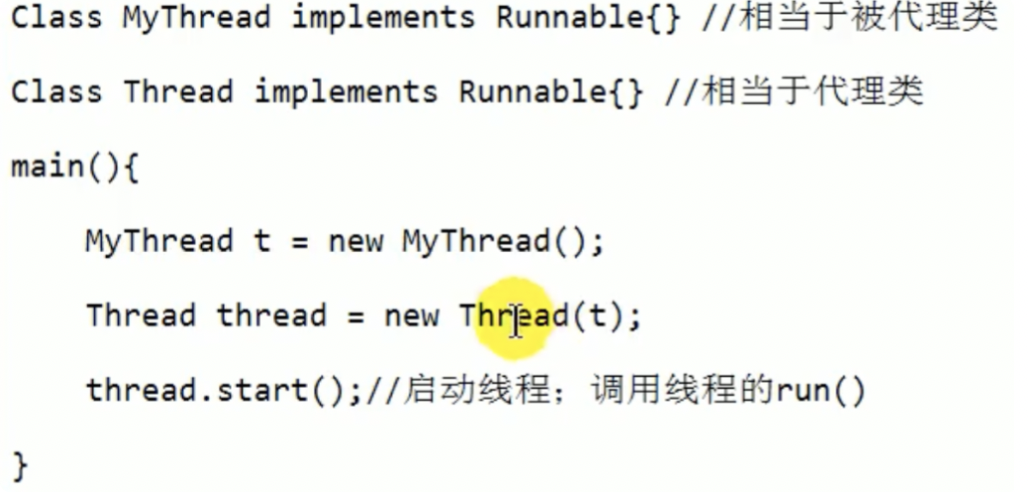 Class MyThread implements Runnable{} //相当于被代理类
Class Thread implements Runnable{} //相当于代理类
main(){
MyThread t = new MyThread();
Thread thread = new Thread(t);
thread.start();//启动线程；调用线程的run()
}